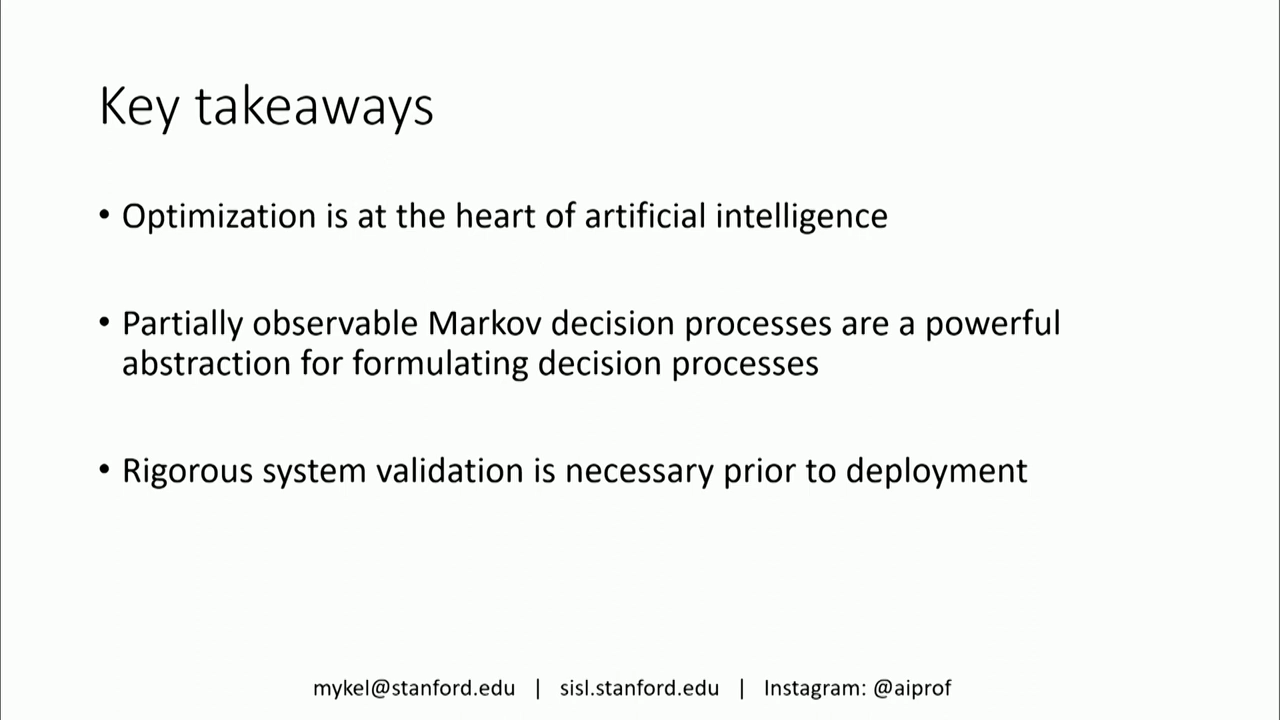 Key takeaways
• Optimization is at the heart of artificial intelligence
• Partially observable Markov decision processes are a powerful
abstraction for formulating decision processes
• Rigorous system validation is necessary prior to deployment
mykel@stanford.edu | sisl.stanford.edu | Instagram: @aiprof